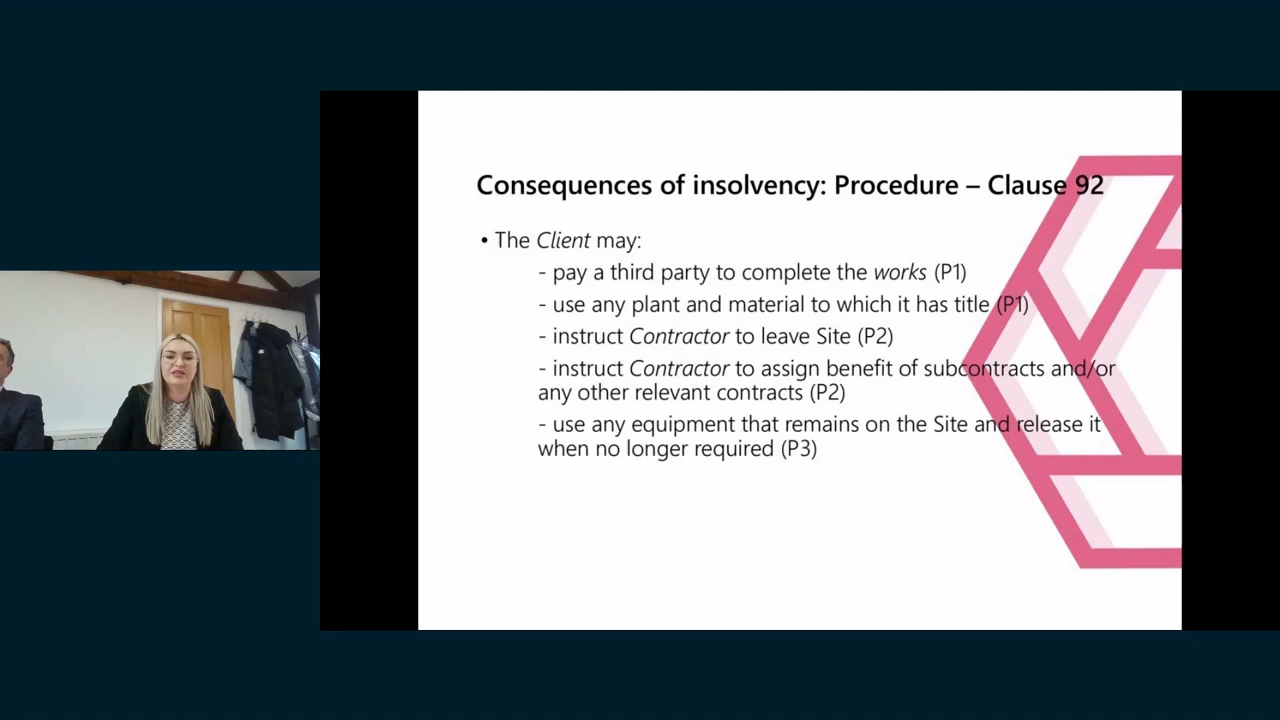 Consequences of insolvency: Procedure – Clause 92
• The Client may:
- pay a third party to complete the works (P1)
- use any plant and material to which it has title (P1)
- instruct Contractor to leave Site (P2)
- instruct Contractor to assign benefit of subcontracts and/or
any other relevant contracts (P2)
- use any equipment that remains on the Site and release it
when no longer required (P3)